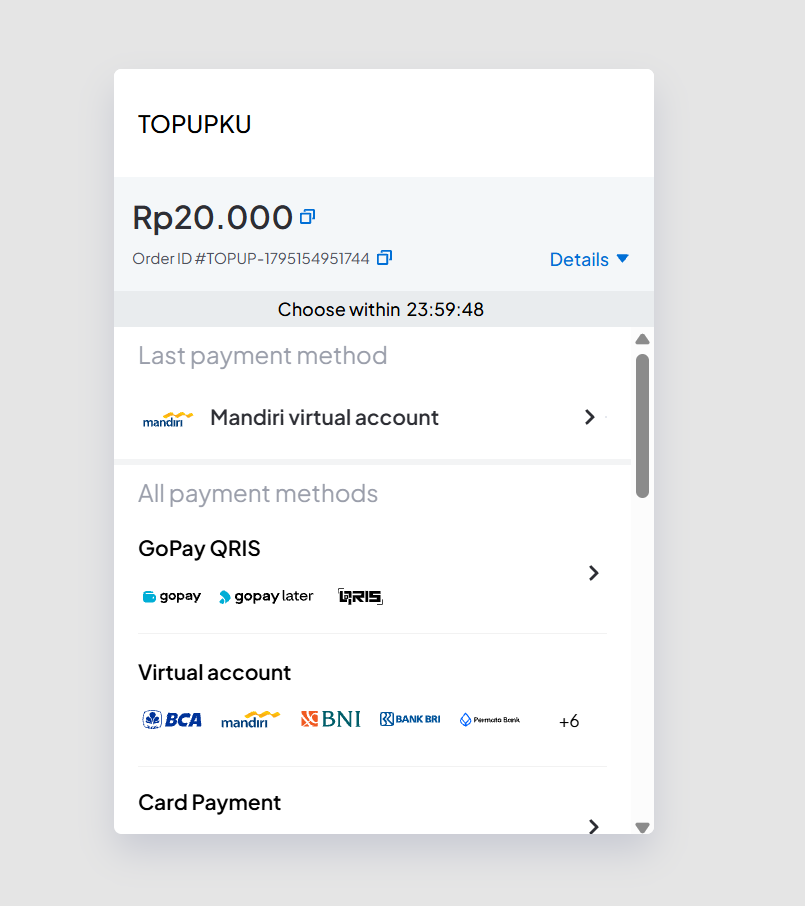 TOPUPKU
Rp20.000
Order ID #TOPUP-1795154951744
Details
Choose within 23:59:48
Last payment method
mandiri Mandiri virtual account
All payment methods
GoPay QRIS
gopay gopay later QRIS
Virtual account
BCA mandiri BNI BANK BRI Permata Bank +6
Card Payment